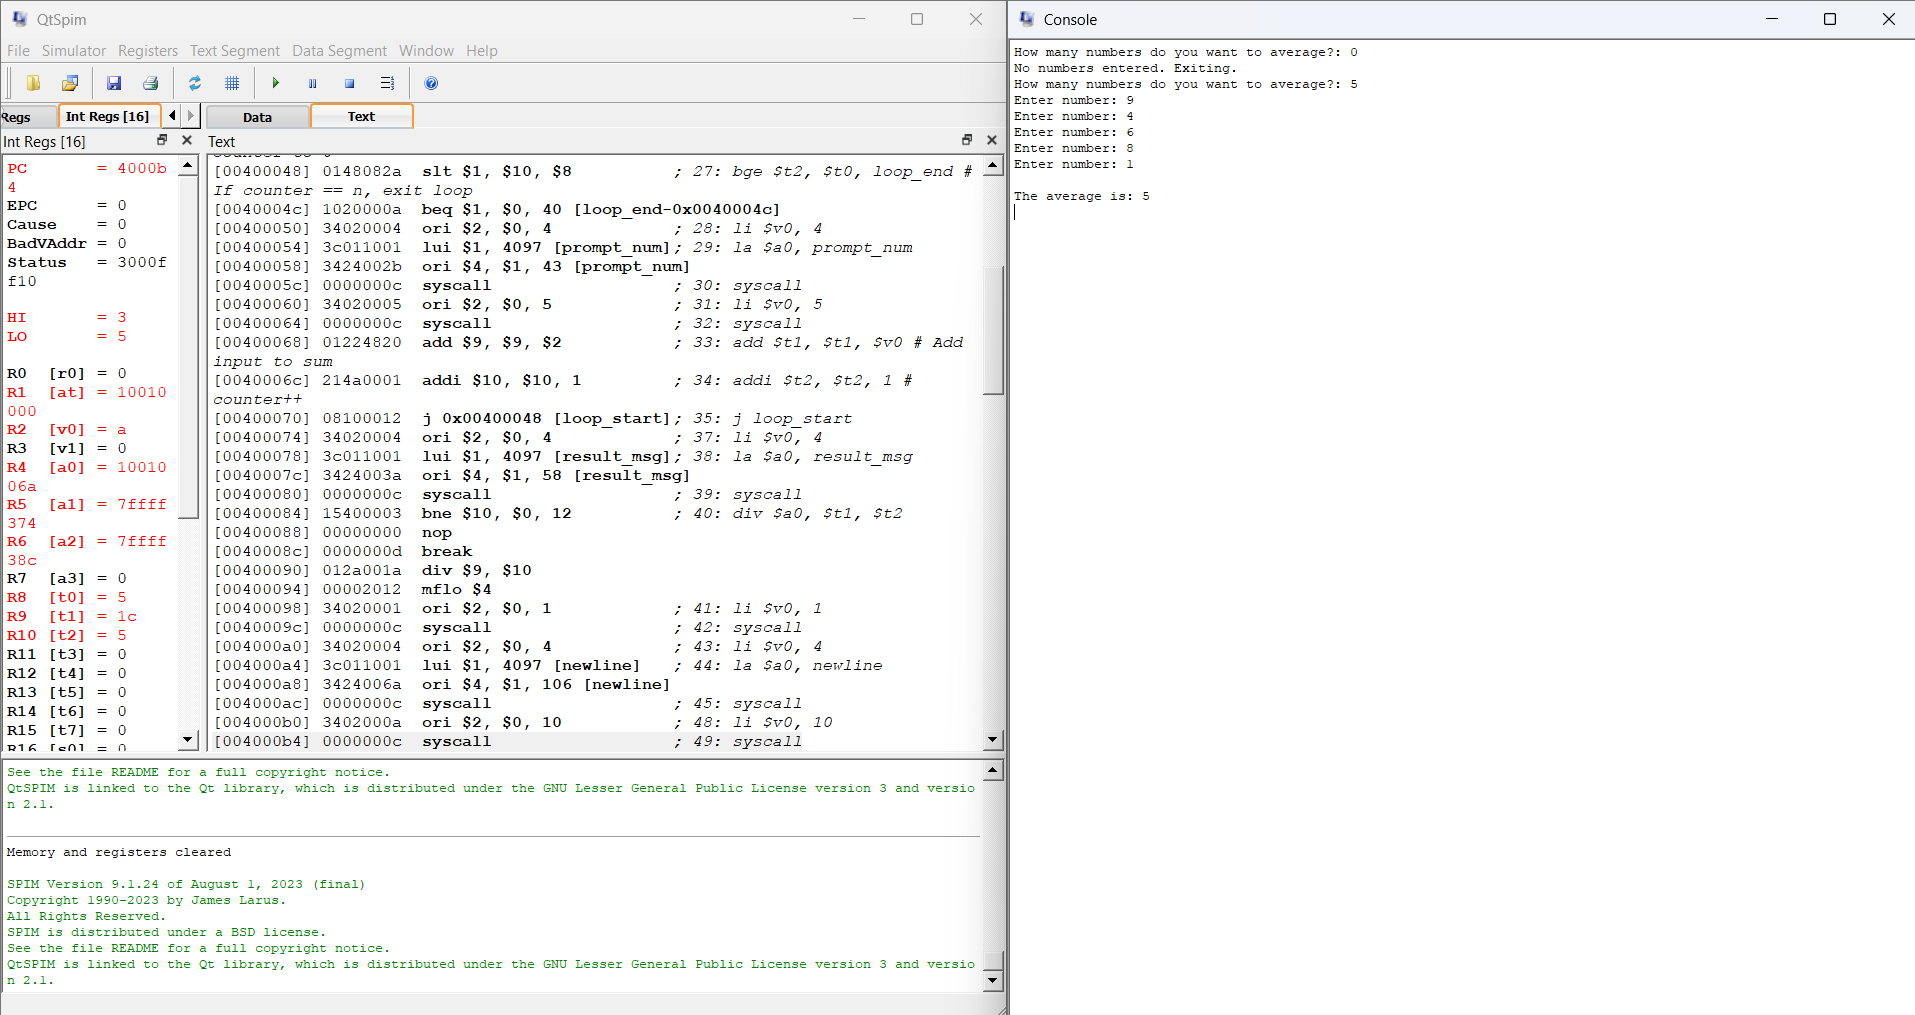 QtSpim
File Simulator Registers Text Segment Data Segment Window Help
Regs Int Regs [16]
Data Text
Int Regs [16]
PC = 4000b
4
EPC = 0
Cause = 0
BadVAddr = 0
Status = 3000f
f10
HI = 3
LO = 5
R0 [r0] = 0
R1 [at] = 10010
000
R2 [v0] = a
R3 [v1] = 0
R4 [a0] = 10010
06a
R5 [a1] = 7ffff
374
R6 [a2] = 7ffff
38c
R7 [a3] = 0
R8 [t0] = 5
R9 [t1] = 1c
R10 [t2] = 5
R11 [t3] = 0
R12 [t4] = 0
R13 [t5] = 0
R14 [t6] = 0
R15 [t7] = 0
R16 [s0] = 0
Text
counter to 0
[00400048] 0148082a slt $1, $10, $8 ; 27: bge $t2, $t0, loop_end #
If counter == n, exit loop
[0040004c] 1020000a beq $1, $0, 40 [loop_end-0x0040004c]
[00400050] 34020004 ori $2, $0, 4 ; 28: li $v0, 4
[00400054] 3c011001 lui $1, 4097 [prompt_num]; 29: la $a0, prompt_num
[00400058] 3424002b ori $4, $1, 43 [prompt_num]
[0040005c] 0000000c syscall ; 30: syscall
[00400060] 34020005 ori $2, $0, 5 ; 31: li $v0, 5
[00400064] 0000000c syscall ; 32: syscall
[00400068] 01224820 add $9, $9, $2 ; 33: add $t1, $t1, $v0 # Add
input to sum
[0040006c] 214a0001 addi $10, $10, 1 ; 34: addi $t2, $t2, 1 #
counter++
[00400070] 08100012 j 0x00400048 [loop_start]; 35: j loop_start
[00400074] 34020004 ori $2, $0, 4 ; 37: li $v0, 4
[00400078] 3c011001 lui $1, 4097 [result_msg]; 38: la $a0, result_msg
[0040007c] 3424003a ori $4, $1, 58 [result_msg]
[00400080] 0000000c syscall ; 39: syscall
[00400084] 15400003 bne $10, $0, 12 ; 40: div $a0, $t1, $t2
[00400088] 00000000 nop
[0040008c] 0000000d break
[00400090] 012a001a div $9, $10
[00400094] 00002012 mflo $4
[00400098] 34020001 ori $2, $0, 1 ; 41: li $v0, 1
[0040009c] 0000000c syscall ; 42: syscall
[004000a0] 34020004 ori $2, $0, 4 ; 43: li $v0, 4
[004000a4] 3c011001 lui $1, 4097 [newline] ; 44: la $a0, newline
[004000a8] 3424006a ori $4, $1, 106 [newline]
[004000ac] 0000000c syscall ; 45: syscall
[004000b0] 3402000a ori $2, $0, 10 ; 48: li $v0, 10
[004000b4] 0000000c syscall ; 49: syscall
See the file README for a full copyright notice.
QtSPIM is linked to the Qt library, which is distributed under the GNU Lesser General Public License version 3 and versio
n 2.1.
Memory and registers cleared
SPIM Version 9.1.24 of August 1, 2023 (final)
Copyright 1990-2023 by James Larus.
All Rights Reserved.
SPIM is distributed under a BSD license.
See the file README for a full copyright notice.
QtSPIM is linked to the Qt library, which is distributed under the GNU Lesser General Public License version 3 and versio
n 2.1.
Console
How many numbers do you want to average?: 0
No numbers entered. Exiting.
How many numbers do you want to average?: 5
Enter number: 9
Enter number: 4
Enter number: 6
Enter number: 8
Enter number: 1
The average is: 5